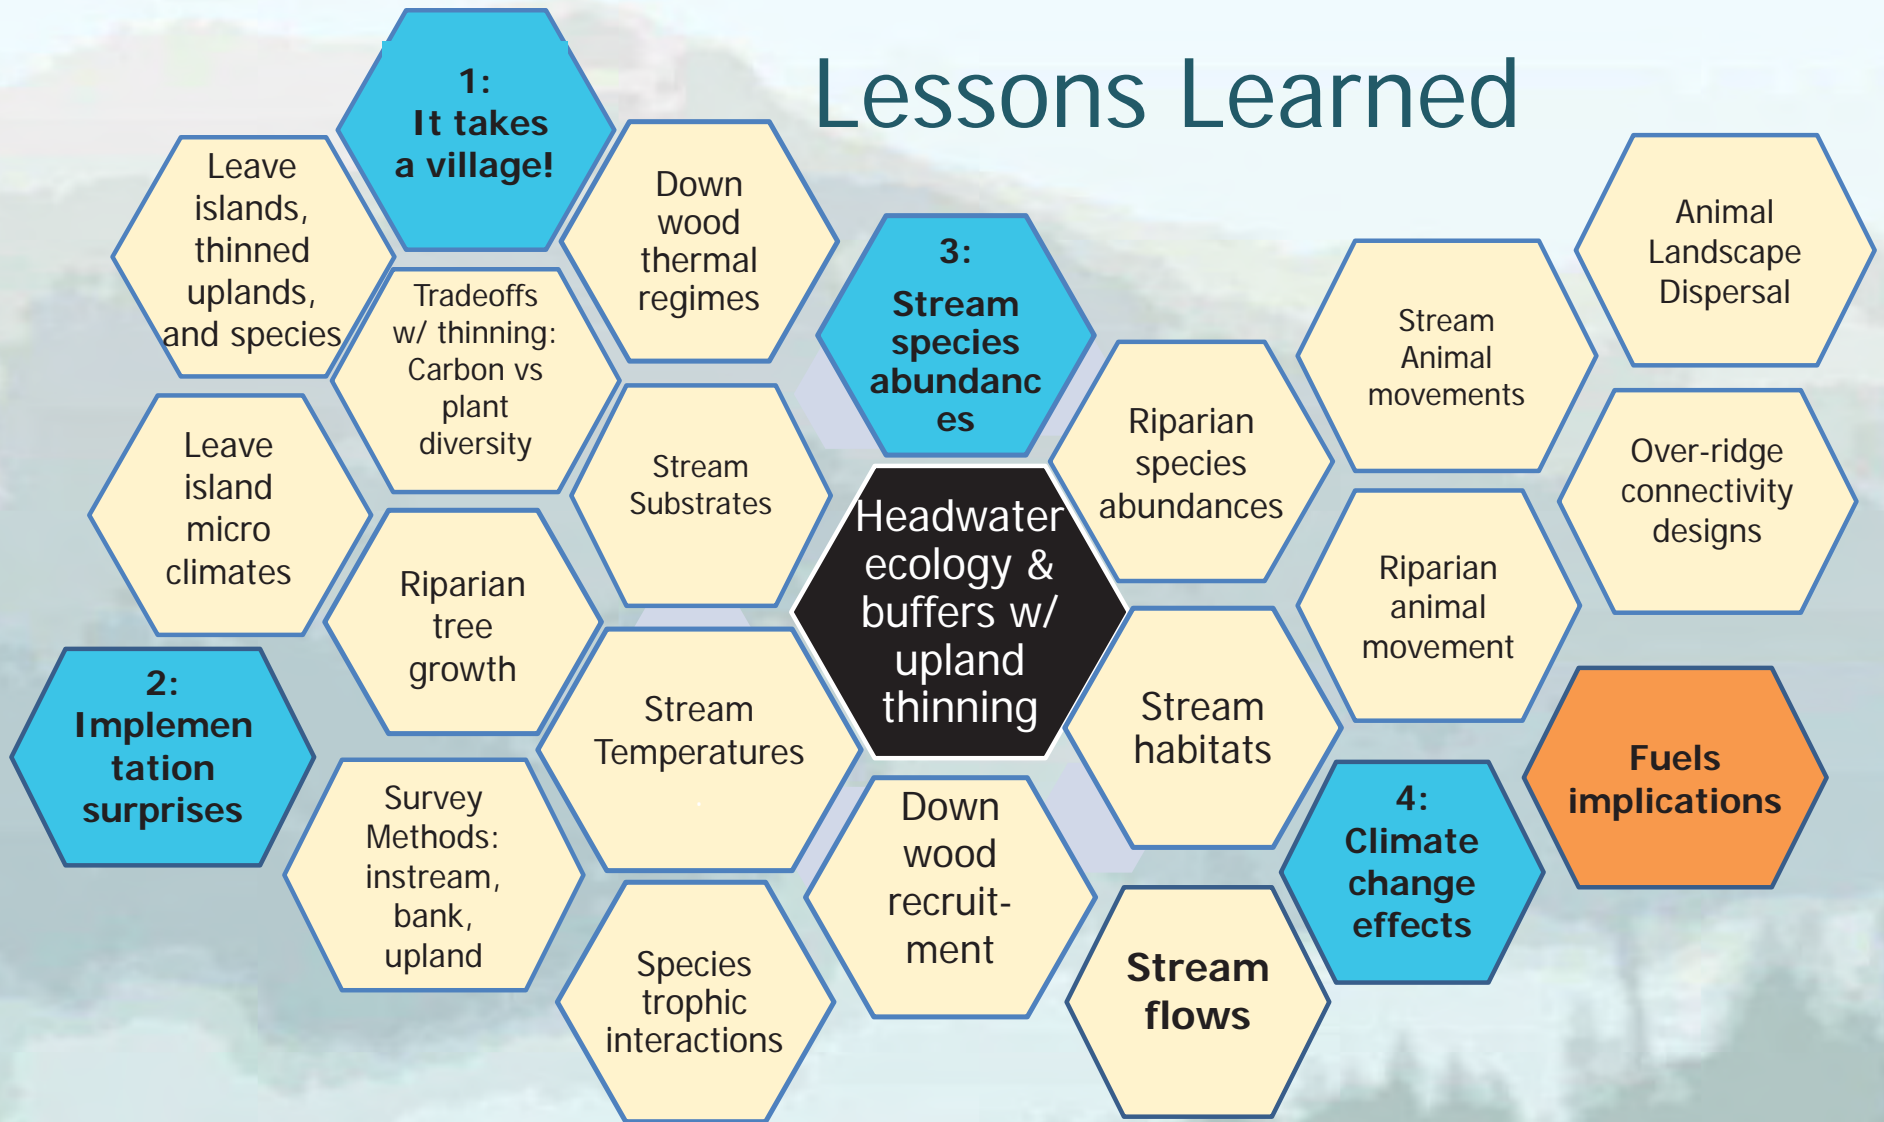 Lessons Learned
1:
It takes
a village!
Leave
islands,
thinned
uplands,
and species
Down
wood
thermal
regimes
Tradeoffs
w/ thinning:
Carbon vs
plant
diversity
3:
Stream
species
abundanc
es
Animal
Landscape
Dispersal
Stream
Animal
movements
Riparian
species
abundances
Over-ridge
connectivity
designs
Leave
island
micro
climates
Stream
Substrates
Headwater
ecology &
buffers w/
upland
thinning
Riparian
tree
growth
Riparian
animal
movement
2:
Implemen
tation
surprises
Stream
Temperatures
Stream
habitats
Fuels
implications
Survey
Methods:
instream,
bank,
upland
Down
wood
recruit-
ment
4:
Climate
change
effects
Species
trophic
interactions
Stream
flows